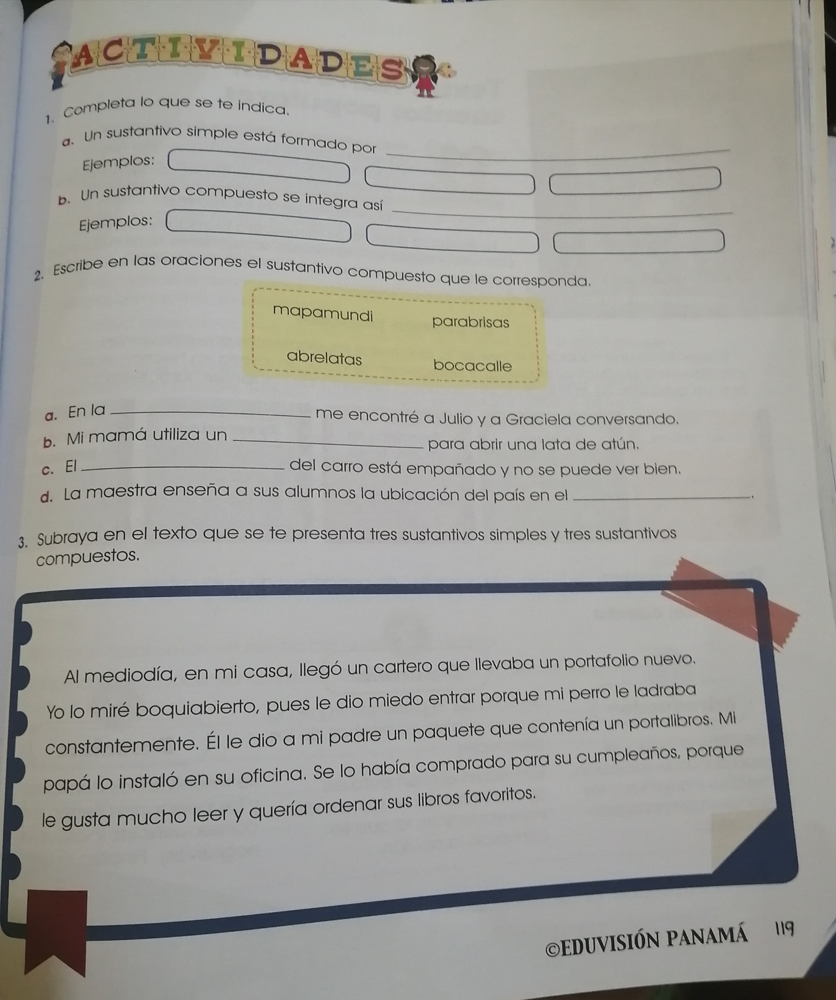 ACTIVIDADES
1. Completa lo que se te indica.
a. Un sustantivo simple está formado por
Ejemplos:
b. Un sustantivo compuesto se integra así
Ejemplos:
2. Escribe en las oraciones el sustantivo compuesto que le corresponda.
mapamundi parabrisas
abrelatas bocacalle
a. En la ____ me encontré a Julio y a Graciela conversando.
b. Mi mamá utiliza un ____ para abrir una lata de atún.
c. El ____ del carro está empañado y no se puede ver bien.
d. La maestra enseña a sus alumnos la ubicación del país en el ____.
3. Subraya en el texto que se te presenta tres sustantivos simples y tres sustantivos
compuestos.
Al mediodía, en mi casa, llegó un cartero que llevaba un portafolio nuevo.
Yo lo miré boquiabierto, pues le dio miedo entrar porque mi perro le ladraba
constantemente. Él le dio a mi padre un paquete que contenía un portalibros. Mi
papá lo instaló en su oficina. Se lo había comprado para su cumpleaños, porque
le gusta mucho leer y quería ordenar sus libros favoritos.
©EDUVISIÓN PANAMÁ 119